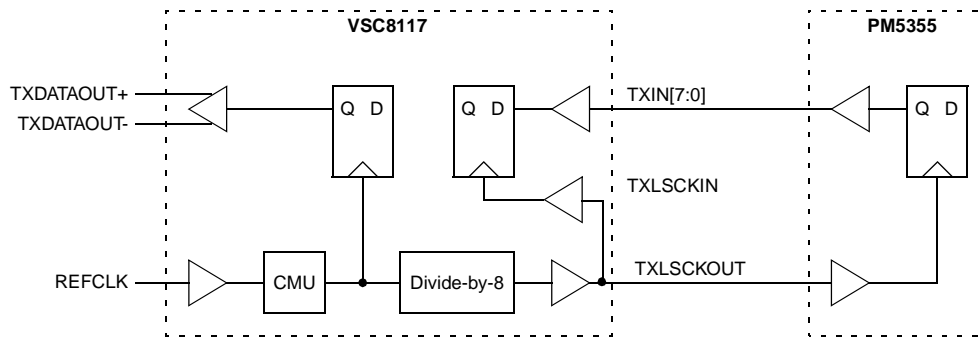 VSC8117
PM5355
TXDATAOUT+
TXDATAOUT-
Q D
Q D
TXIN[7:0]
Q D
TXLSCKIN
REFCLK
CMU
Divide-by-8
TXLSCKOUT